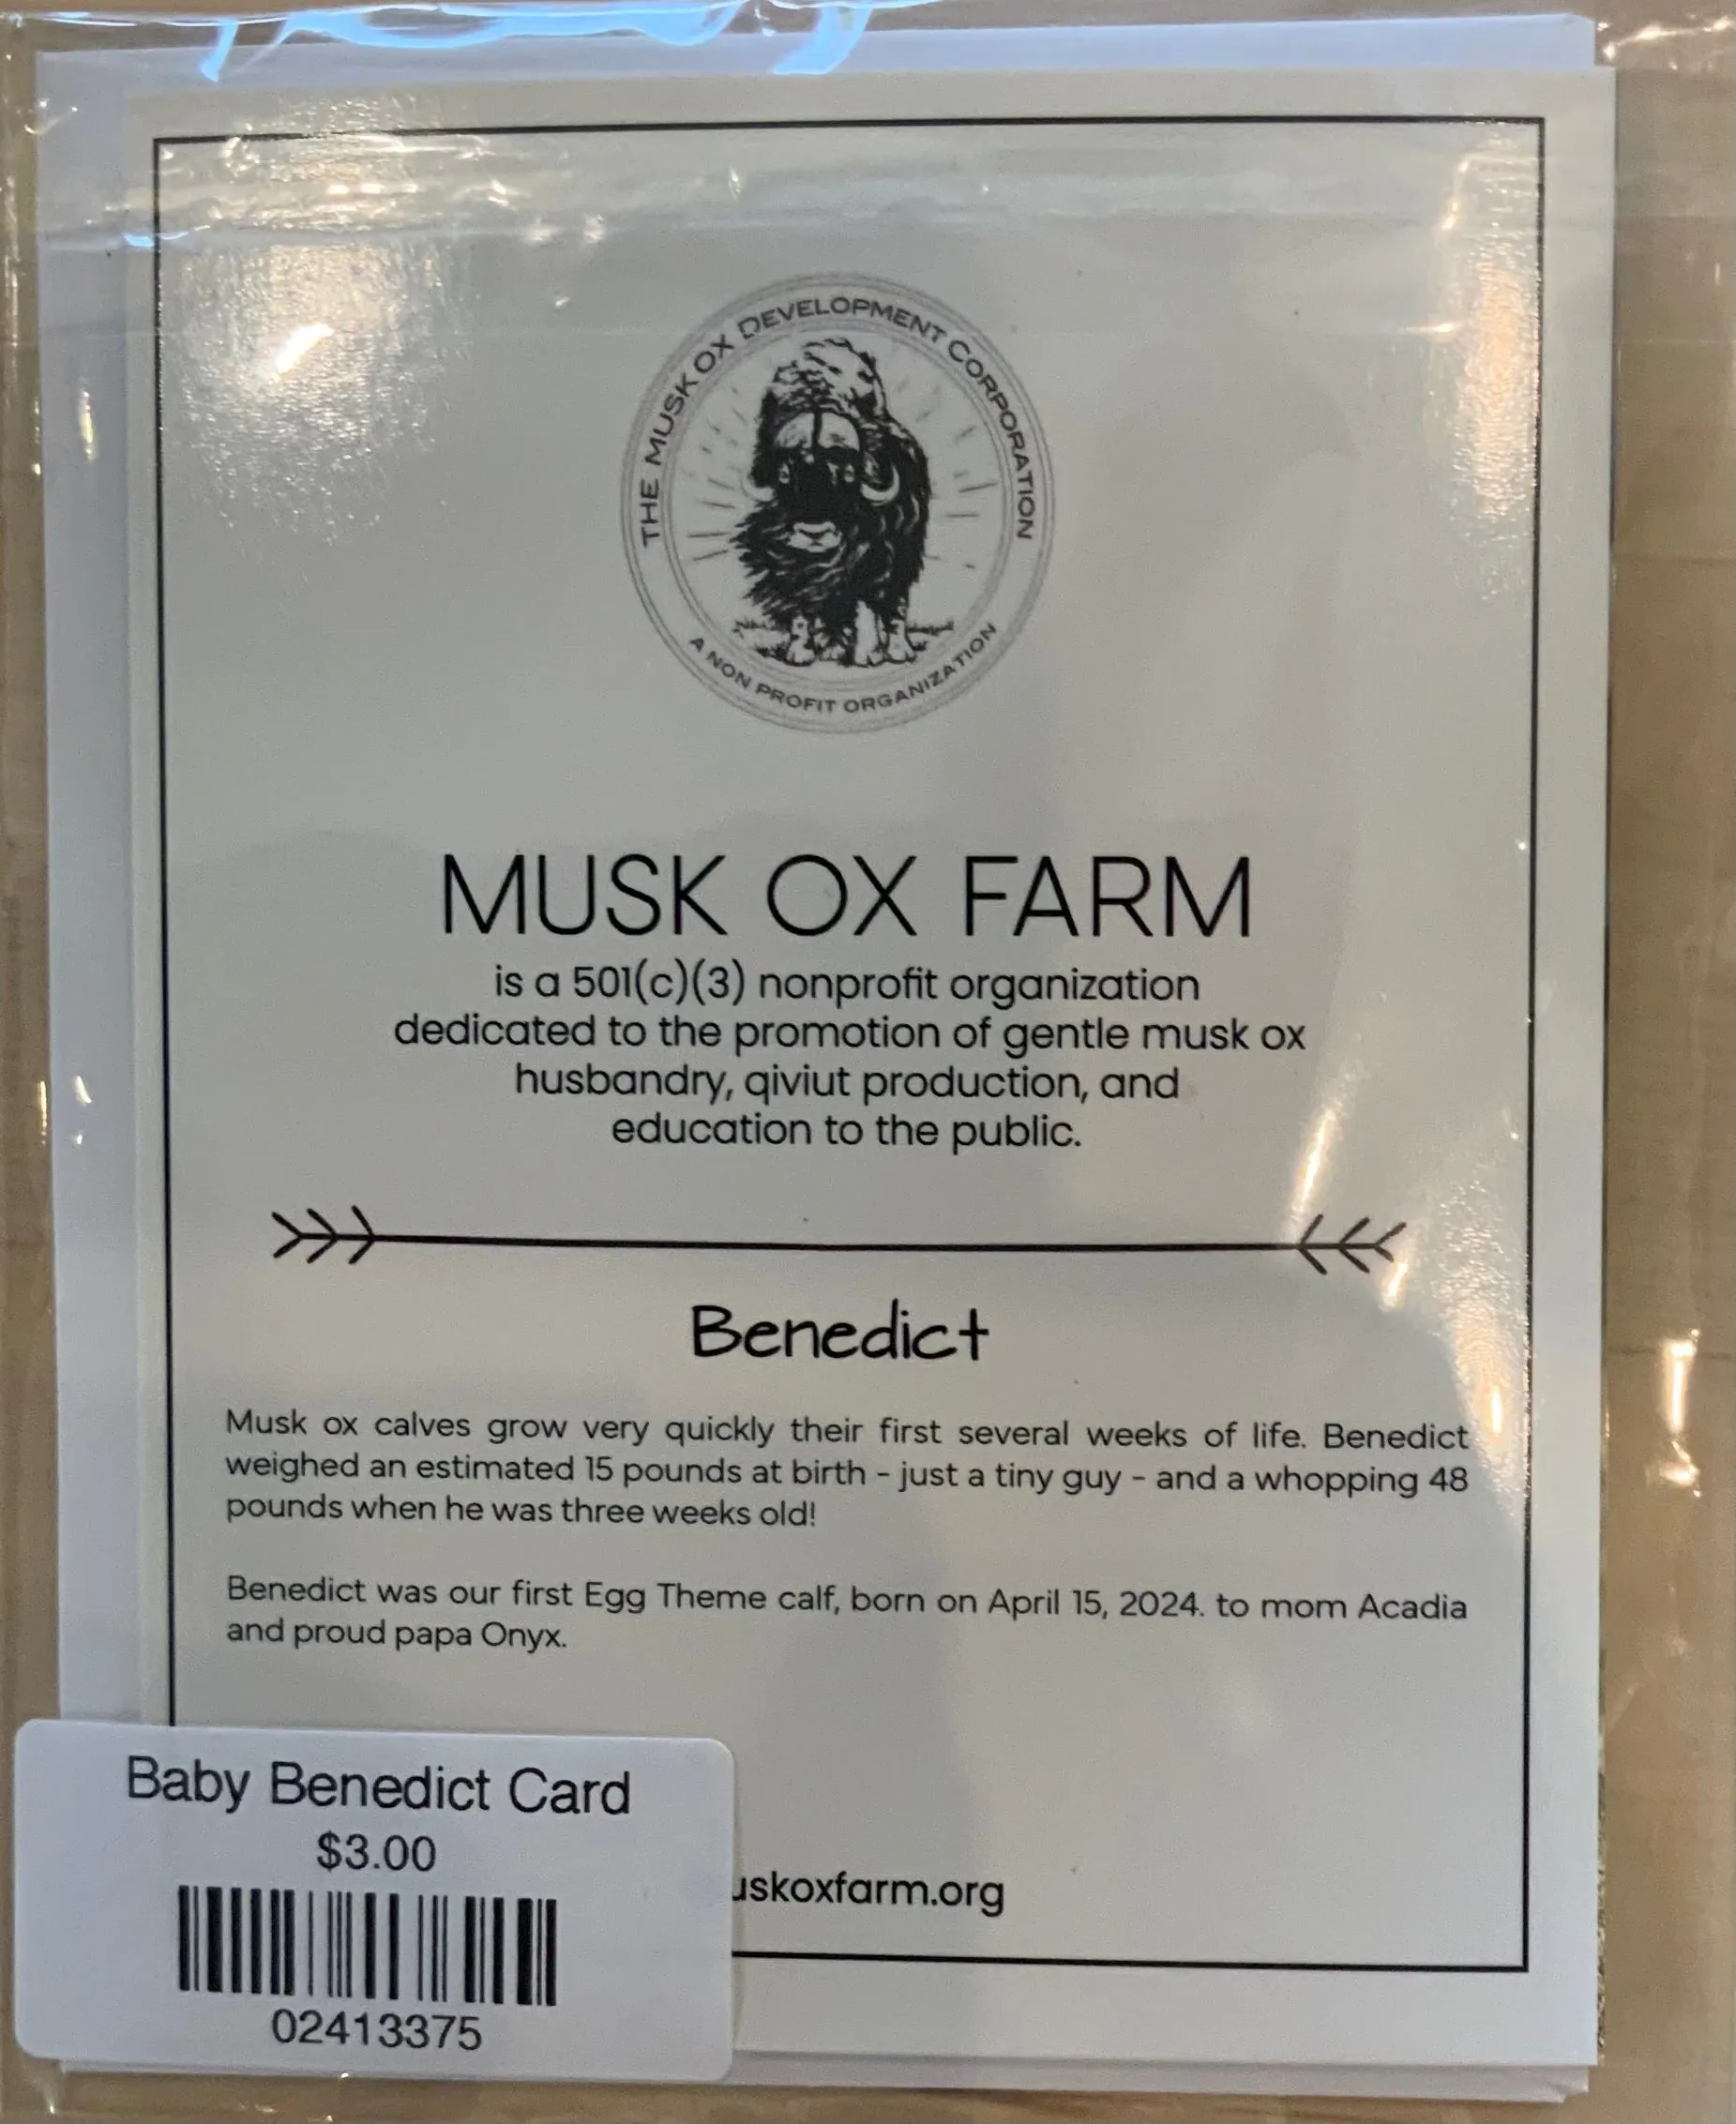 THE MUSK OX DEVELOPMENT CORPORATION
A NON PROFIT ORGANIZATION
MUSK OX FARM
is a 501(c)(3) nonprofit organization
dedicated to the promotion of gentle musk ox
husbandry, qiviut production, and
education to the public.
Benedict
Musk ox calves grow very quickly their first several weeks of life. Benedict
weighed an estimated 15 pounds at birth - just a tiny guy - and a whopping 48
pounds when he was three weeks old!
Benedict was our first Egg Theme calf, born on April 15, 2024. to mom Acadia
and proud papa Onyx.
uskoxfarm.org
Baby Benedict Card
$3.00
02413375